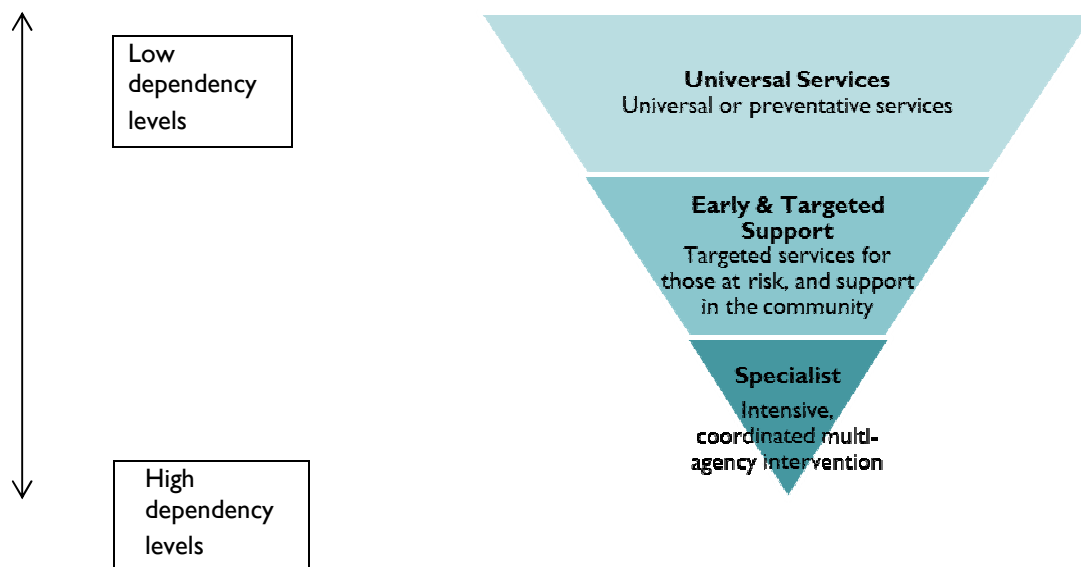 Low
dependency
levels
Universal Services
Universal or preventative services
Early & Targeted
Support
Targeted services for
those at risk, and support
in the community
Specialist
Intensive,
coordinated multi-
agency intervention
High
dependency
levels